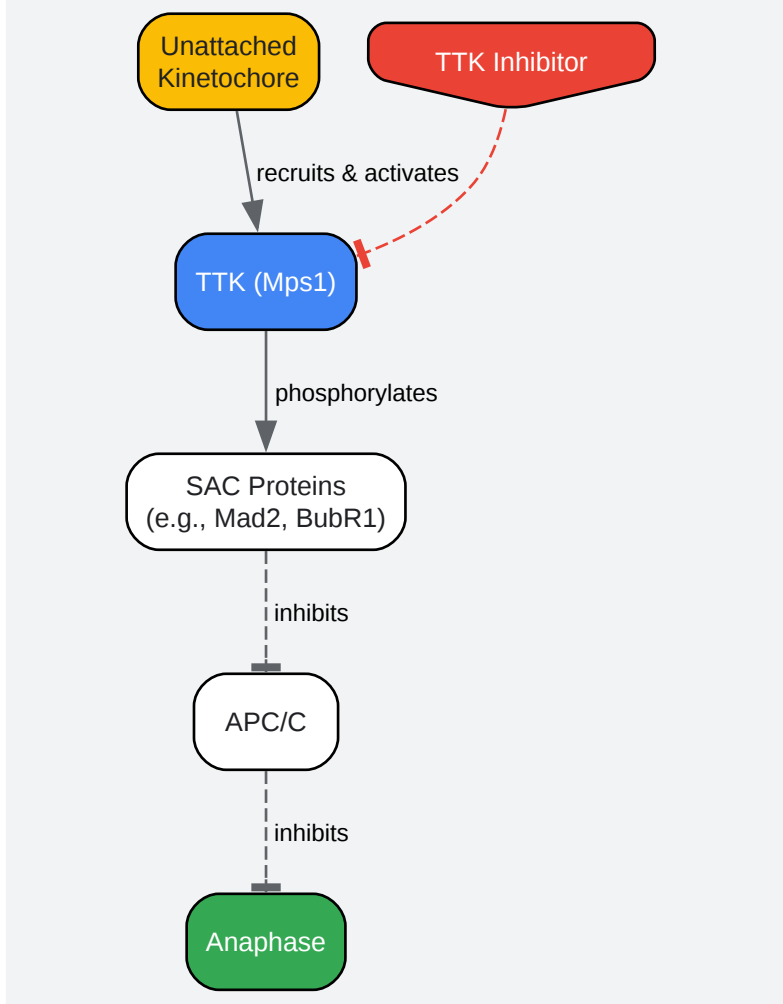 Unattached
Kinetochore
TTK Inhibitor
recruits & activates
TTK (Mps1)
phosphorylates
SAC Proteins
(e.g., Mad2, BubR1)
inhibits
APC/C
inhibits
Anaphase